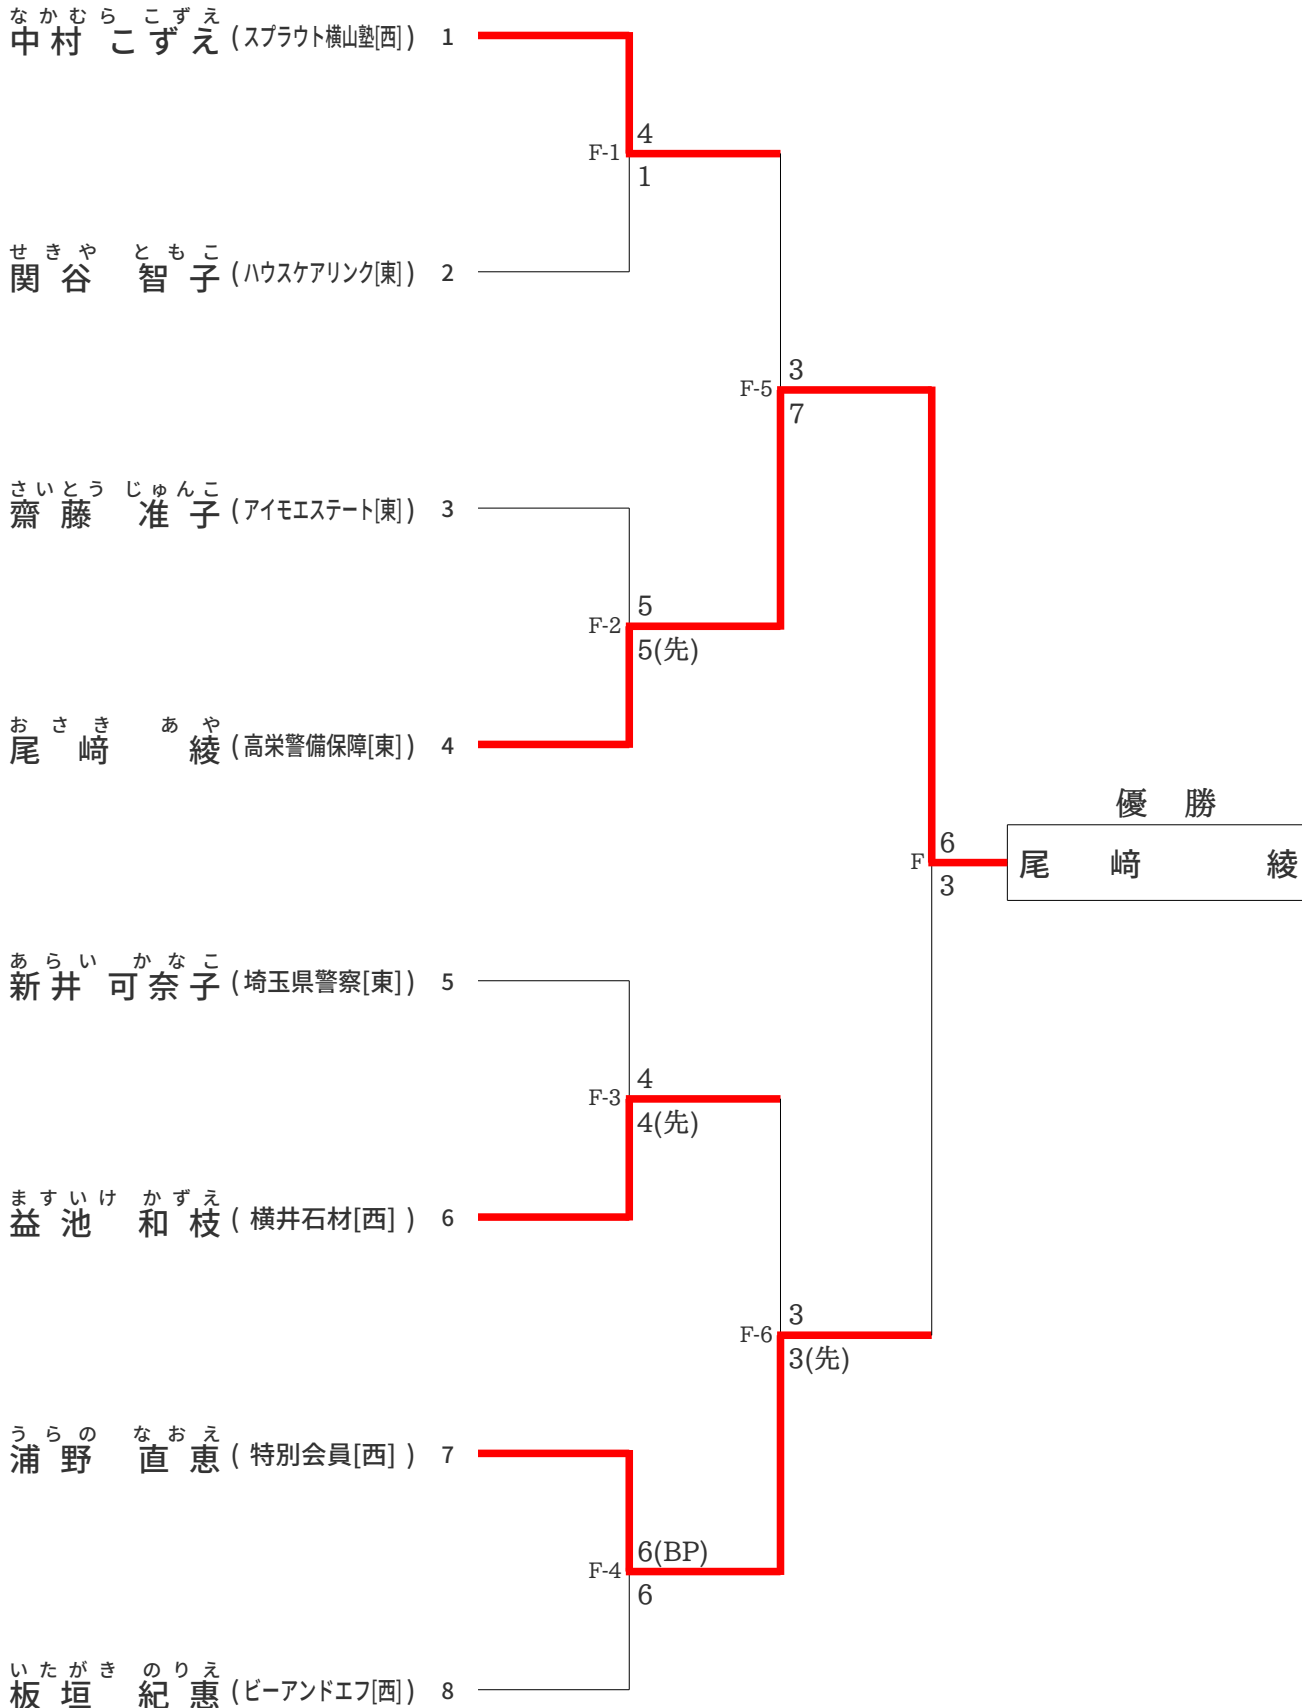 なかむら こずえ
中村 こずえ (スプラウト横山塾[西]) 1
4
F-1
1
せきや ともこ
関谷 智子 (ハウスケアリンク[東]) 2
3
F-5
7
さいとう じゅんこ
齋藤 准子 (アイモエステート[東]) 3
5
F-2
5(先)
おさき あや
尾﨑 綾 (高栄警備保障[東]) 4
優 勝
6
F
尾 﨑 綾
3
あらい かなこ
新井 可奈子 (埼玉県警察[東]) 5
4
F-3
4(先)
ますいけ かずえ
益池 和枝 (横井石材[西]) 6
3
F-6
3(先)
うらの なおえ
浦野 直恵 (特別会員[西]) 7
6(BP)
F-4
6
いたがき のりえ
板垣 紀惠 (ビーアンドエフ[西]) 8